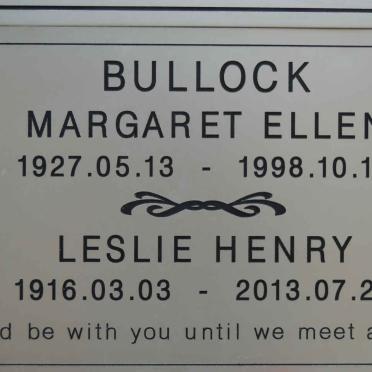 BULLOCK
MARGARET ELLEN
1927.05.13 - 1998.10.1
LESLIE HENRY
1916.03.03 - 2013.07.2
d be with you until we meet a